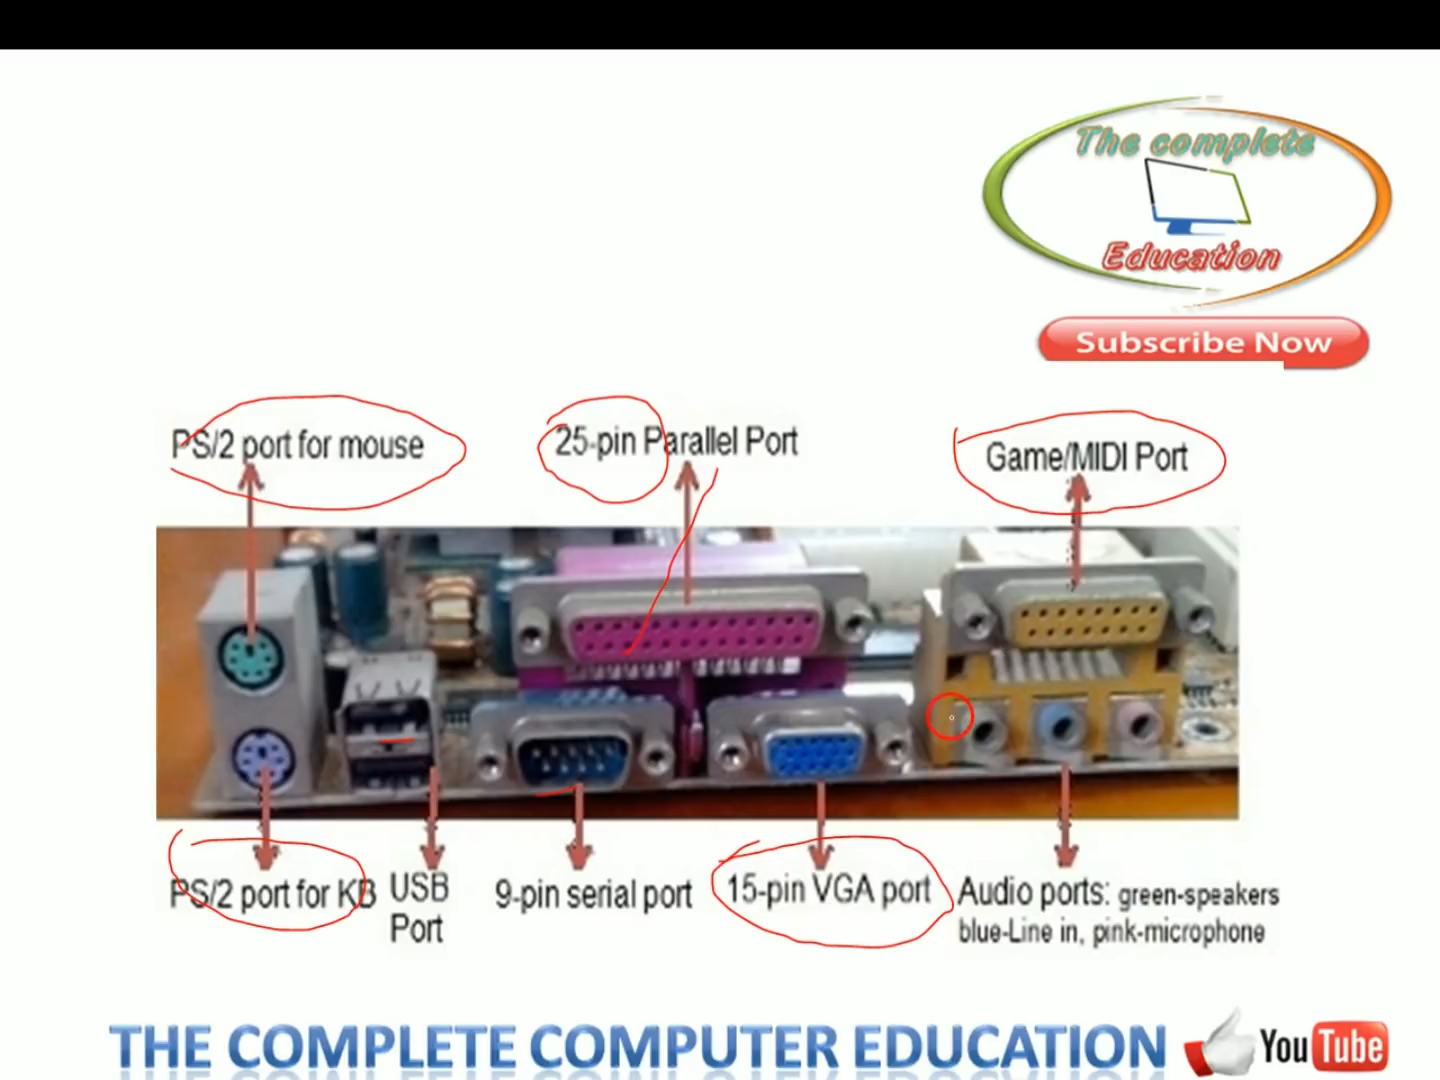 The complete
Education
Subscribe Now
PS/2 port for mouse
25-pin Parallel Port
Game/MIDI Port
PS/2 port for KB
USB
Port
9-pin serial port
15-pin VGA port
Audio ports: green-speakers
blue-Line in, pink-microphone
THE COMPLETE COMPUTER EDUCATION
YouTube